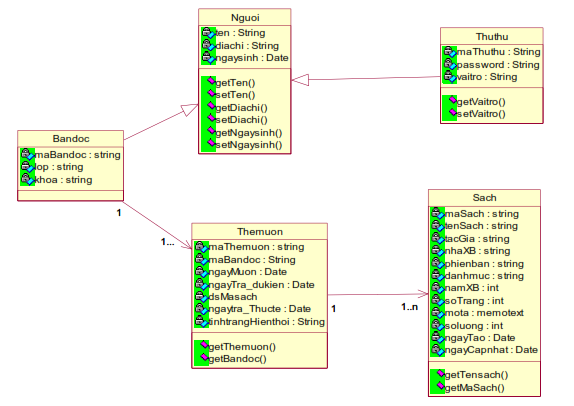 Nguoi
ten : String
diachi : String
ngaysinh : Date
getTen()
setTen()
getDiachi()
setDiachi()
getNgaysinh()
setNgaysinh()
Thuthu
maThuthu : String
password : String
vaitro : String
getVaitro()
setVaitro()
Bandoc
maBandoc : string
lop : string
khoa : string
1
1...
Themuon
maThemuon : string
maBandoc : string
ngayMuon : Date
ngayTra_dukien : Date
dsMasach
ngaytra_Thucte : Date
tinhtrangHienthoi : String
getThemuon()
getBandoc()
1
1..n
Sach
maSach : string
tenSach : string
tacGia : string
nhaXB : string
phienban : string
danhmuc : string
namXB : int
soTrang : int
mota : memotext
soluong : int
ngayTao : Date
ngayCapnhat : Date
getTensach()
getMaSach()